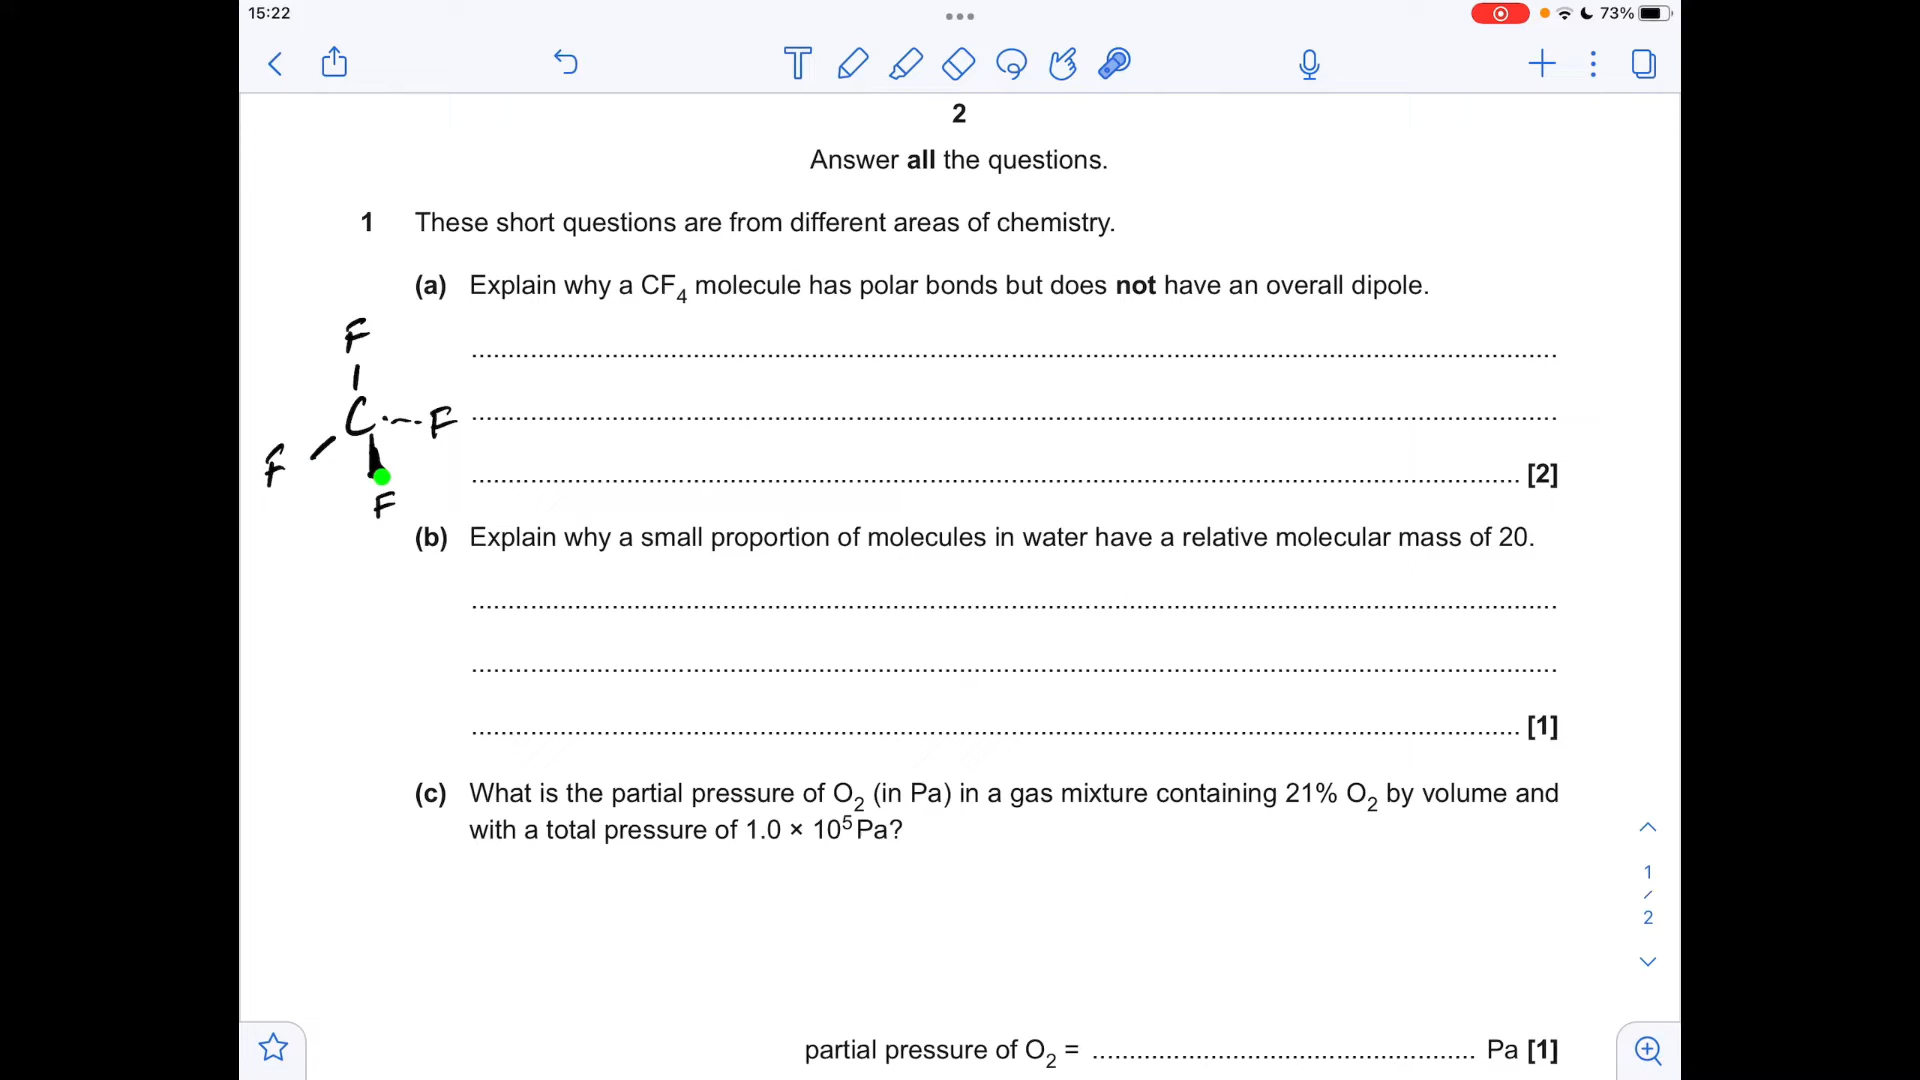 15:22
73%
2
Answer all the questions.
1 These short questions are from different areas of chemistry.
(a) Explain why a CF₄ molecule has polar bonds but does not have an overall dipole.
F
C F
F
F
[2]
(b) Explain why a small proportion of molecules in water have a relative molecular mass of 20.
[1]
(c) What is the partial pressure of O₂ (in Pa) in a gas mixture containing 21% O₂ by volume and
with a total pressure of 1.0 × 10⁵ Pa?
1
/
2
partial pressure of O₂ = ................................................... Pa [1]